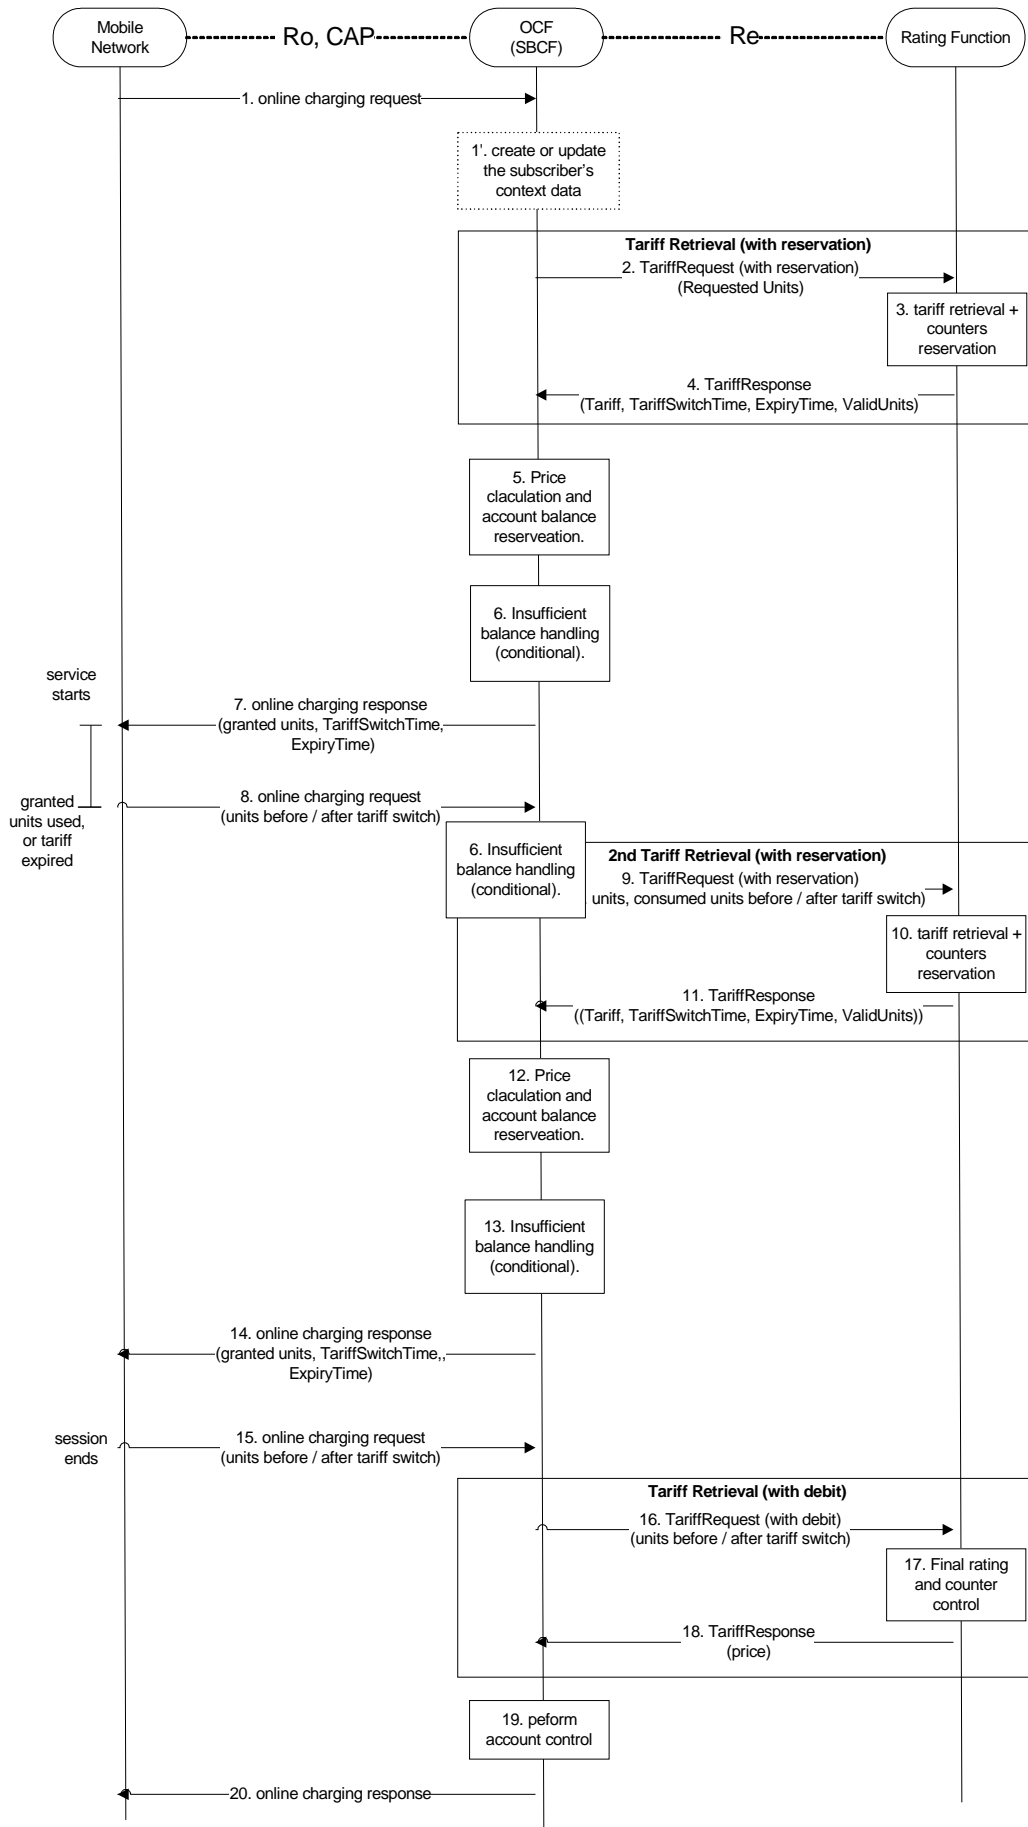 Mobile
Network
Ro, CAP
OCF
(SBCF)
Re
Rating Function
1. online charging request
1'. create or update
the subscriber's
context data
Tariff Retrieval (with reservation)
2. TariffRequest (with reservation)
(Requested Units)
3. tariff retrieval +
counters
reservation
4. TariffResponse
(Tariff, TariffSwitchTime, ExpiryTime, ValidUnits)
5. Price
claculation and
account balance
reserveation.
6. Insufficient
balance handling
(conditional).
service
starts
7. online charging response
(granted units, TariffSwitchTime,
ExpiryTime)
granted
units used,
or tariff
expired
8. online charging request
(units before / after tariff switch)
6. Insufficient
balance handling
(conditional).
2nd Tariff Retrieval (with reservation)
9. TariffRequest (with reservation)
units, consumed units before / after tariff switch)
10. tariff retrieval +
counters
reservation
11. TariffResponse
((Tariff, TariffSwitchTime, ExpiryTime, ValidUnits))
12. Price
claculation and
account balance
reserveation.
13. Insufficient
balance handling
(conditional).
14. online charging response
(granted units, TariffSwitchTime,,
ExpiryTime)
session
ends
15. online charging request
(units before / after tariff switch)
Tariff Retrieval (with debit)
16. TariffRequest (with debit)
(units before / after tariff switch)
17. Final rating
and counter
control
18. TariffResponse
(price)
19. peform
account control
20. online charging response